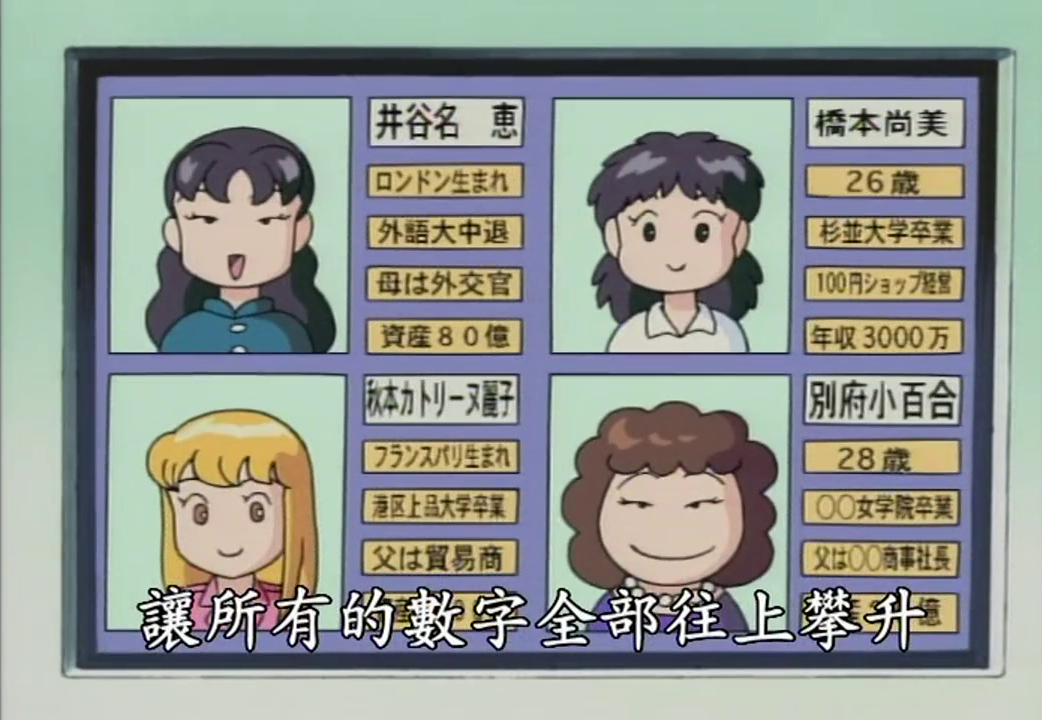 井谷名　恵
ロンドン生まれ
外語大中退
母は外交官
資産８０億
橋本尚美
26歳
杉並大学卒業
100円ショップ経営
年収3000万
秋本カトリーヌ麗子
フランスパリ生まれ
港区上品大学卒業
父は貿易商
別府小百合
28歳
○○女学院卒業
父は○○商事社長
億
讓所有的數字全部往上攀升